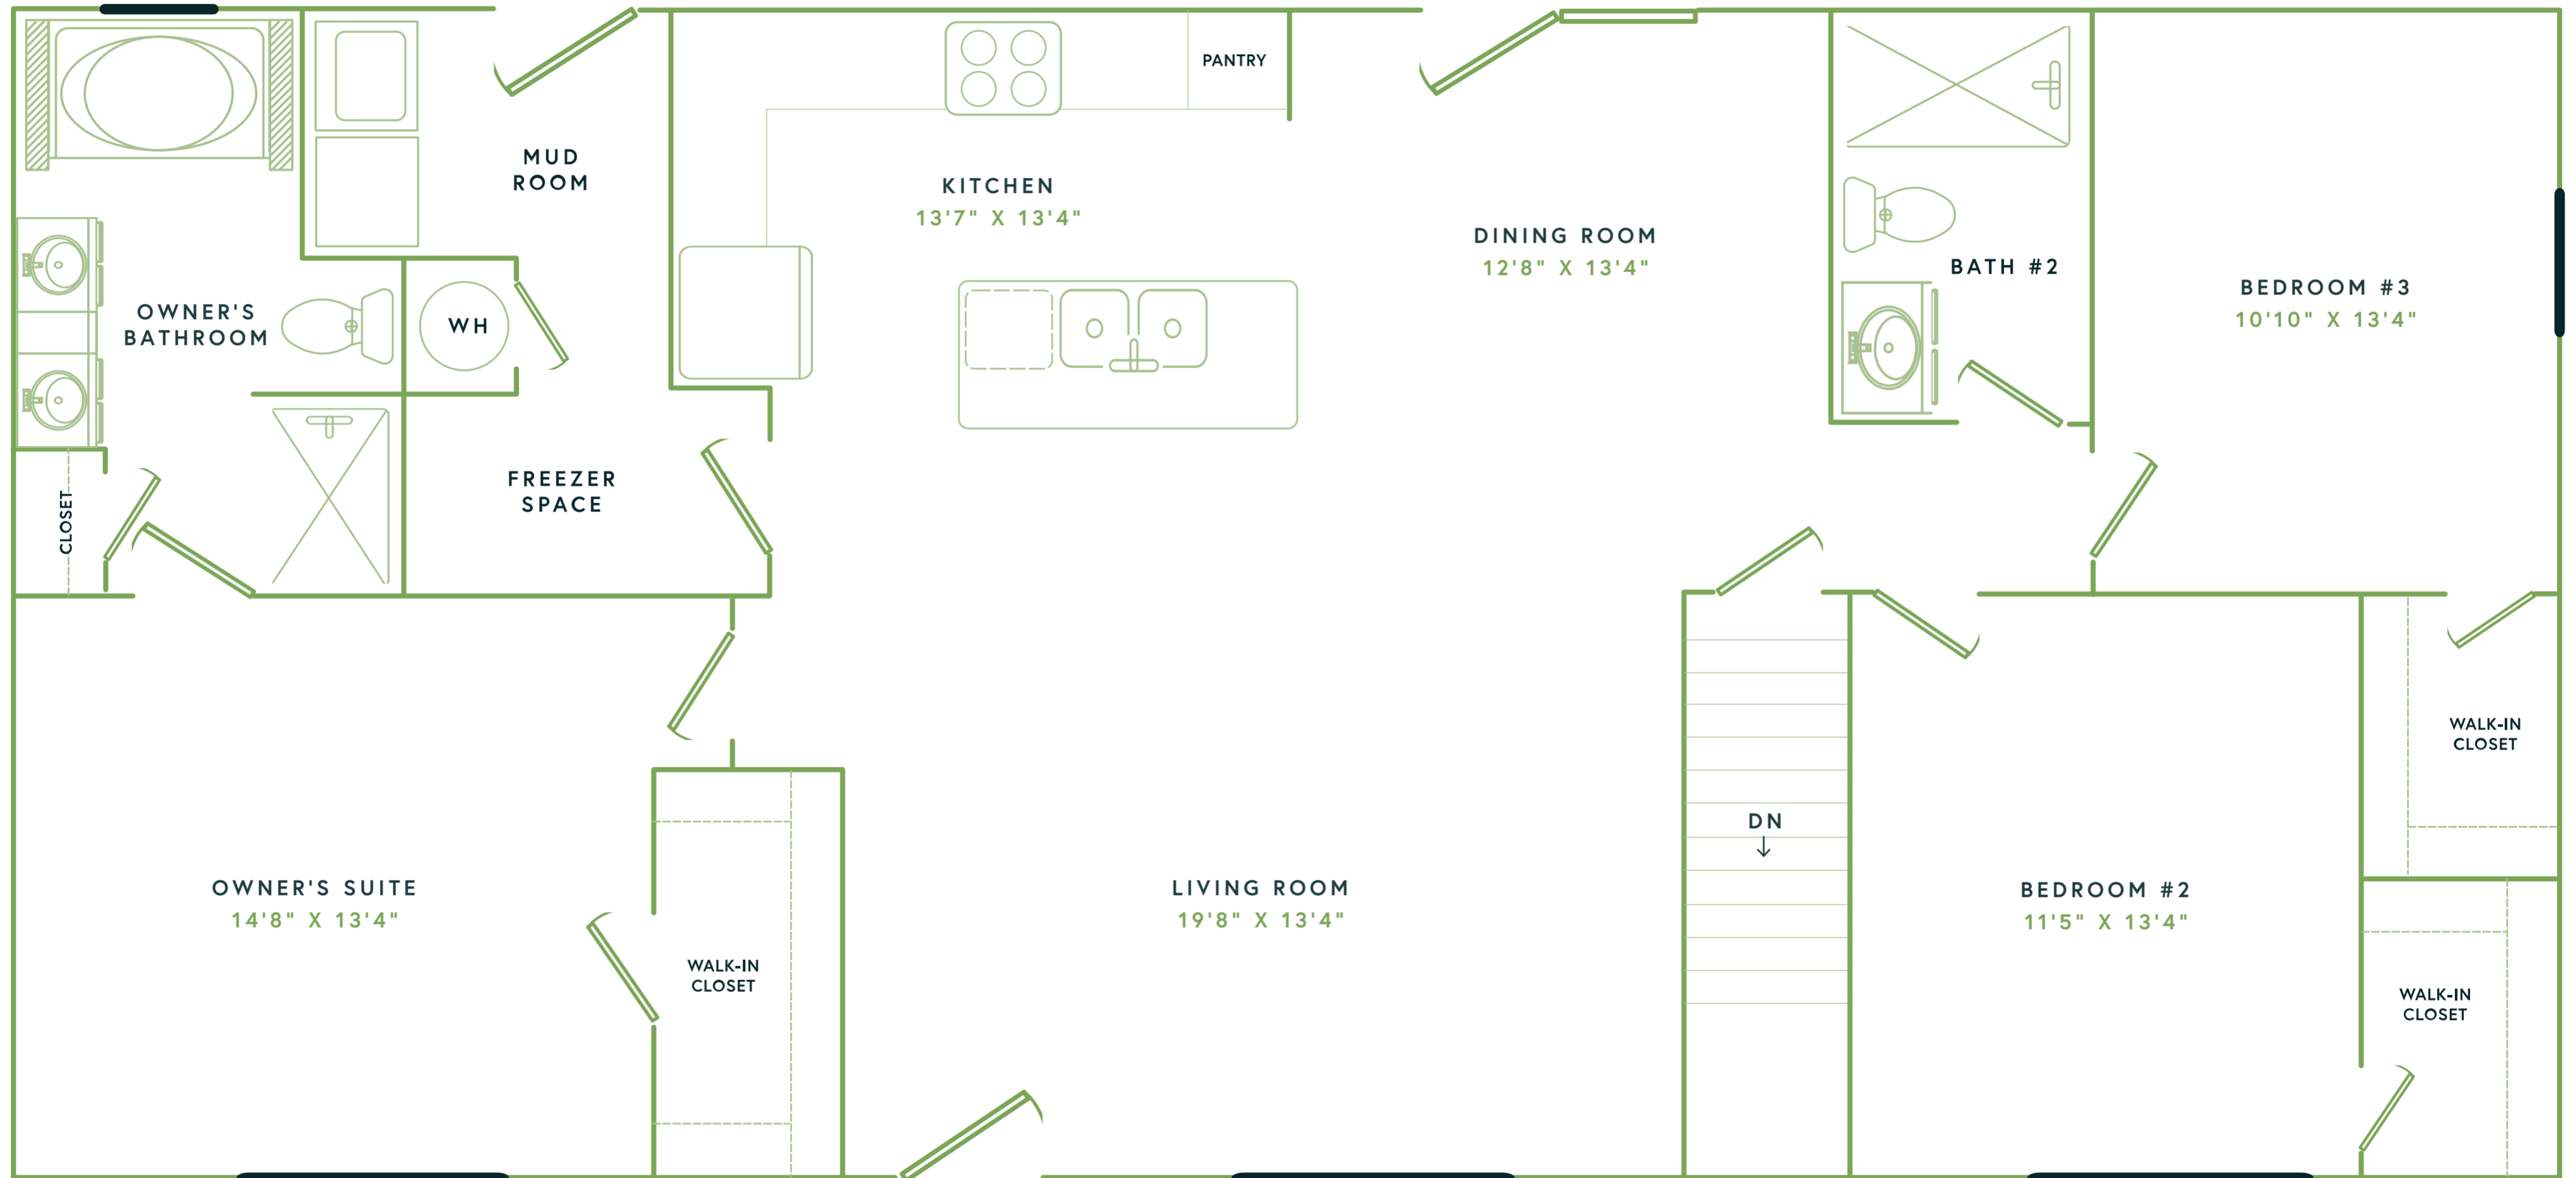 PANTRY
MUD
ROOM
KITCHEN
13'7" X 13'4"
DINING ROOM
12'8" X 13'4"
BATH #2
BEDROOM #3
10'10" X 13'4"
OWNER'S
BATHROOM
WH
CLOSET
FREEZER
SPACE
WALK-IN
CLOSET
DN
OWNER'S SUITE
14'8" X 13'4"
LIVING ROOM
19'8" X 13'4"
BEDROOM #2
11'5" X 13'4"
WALK-IN
CLOSET
WALK-IN
CLOSET